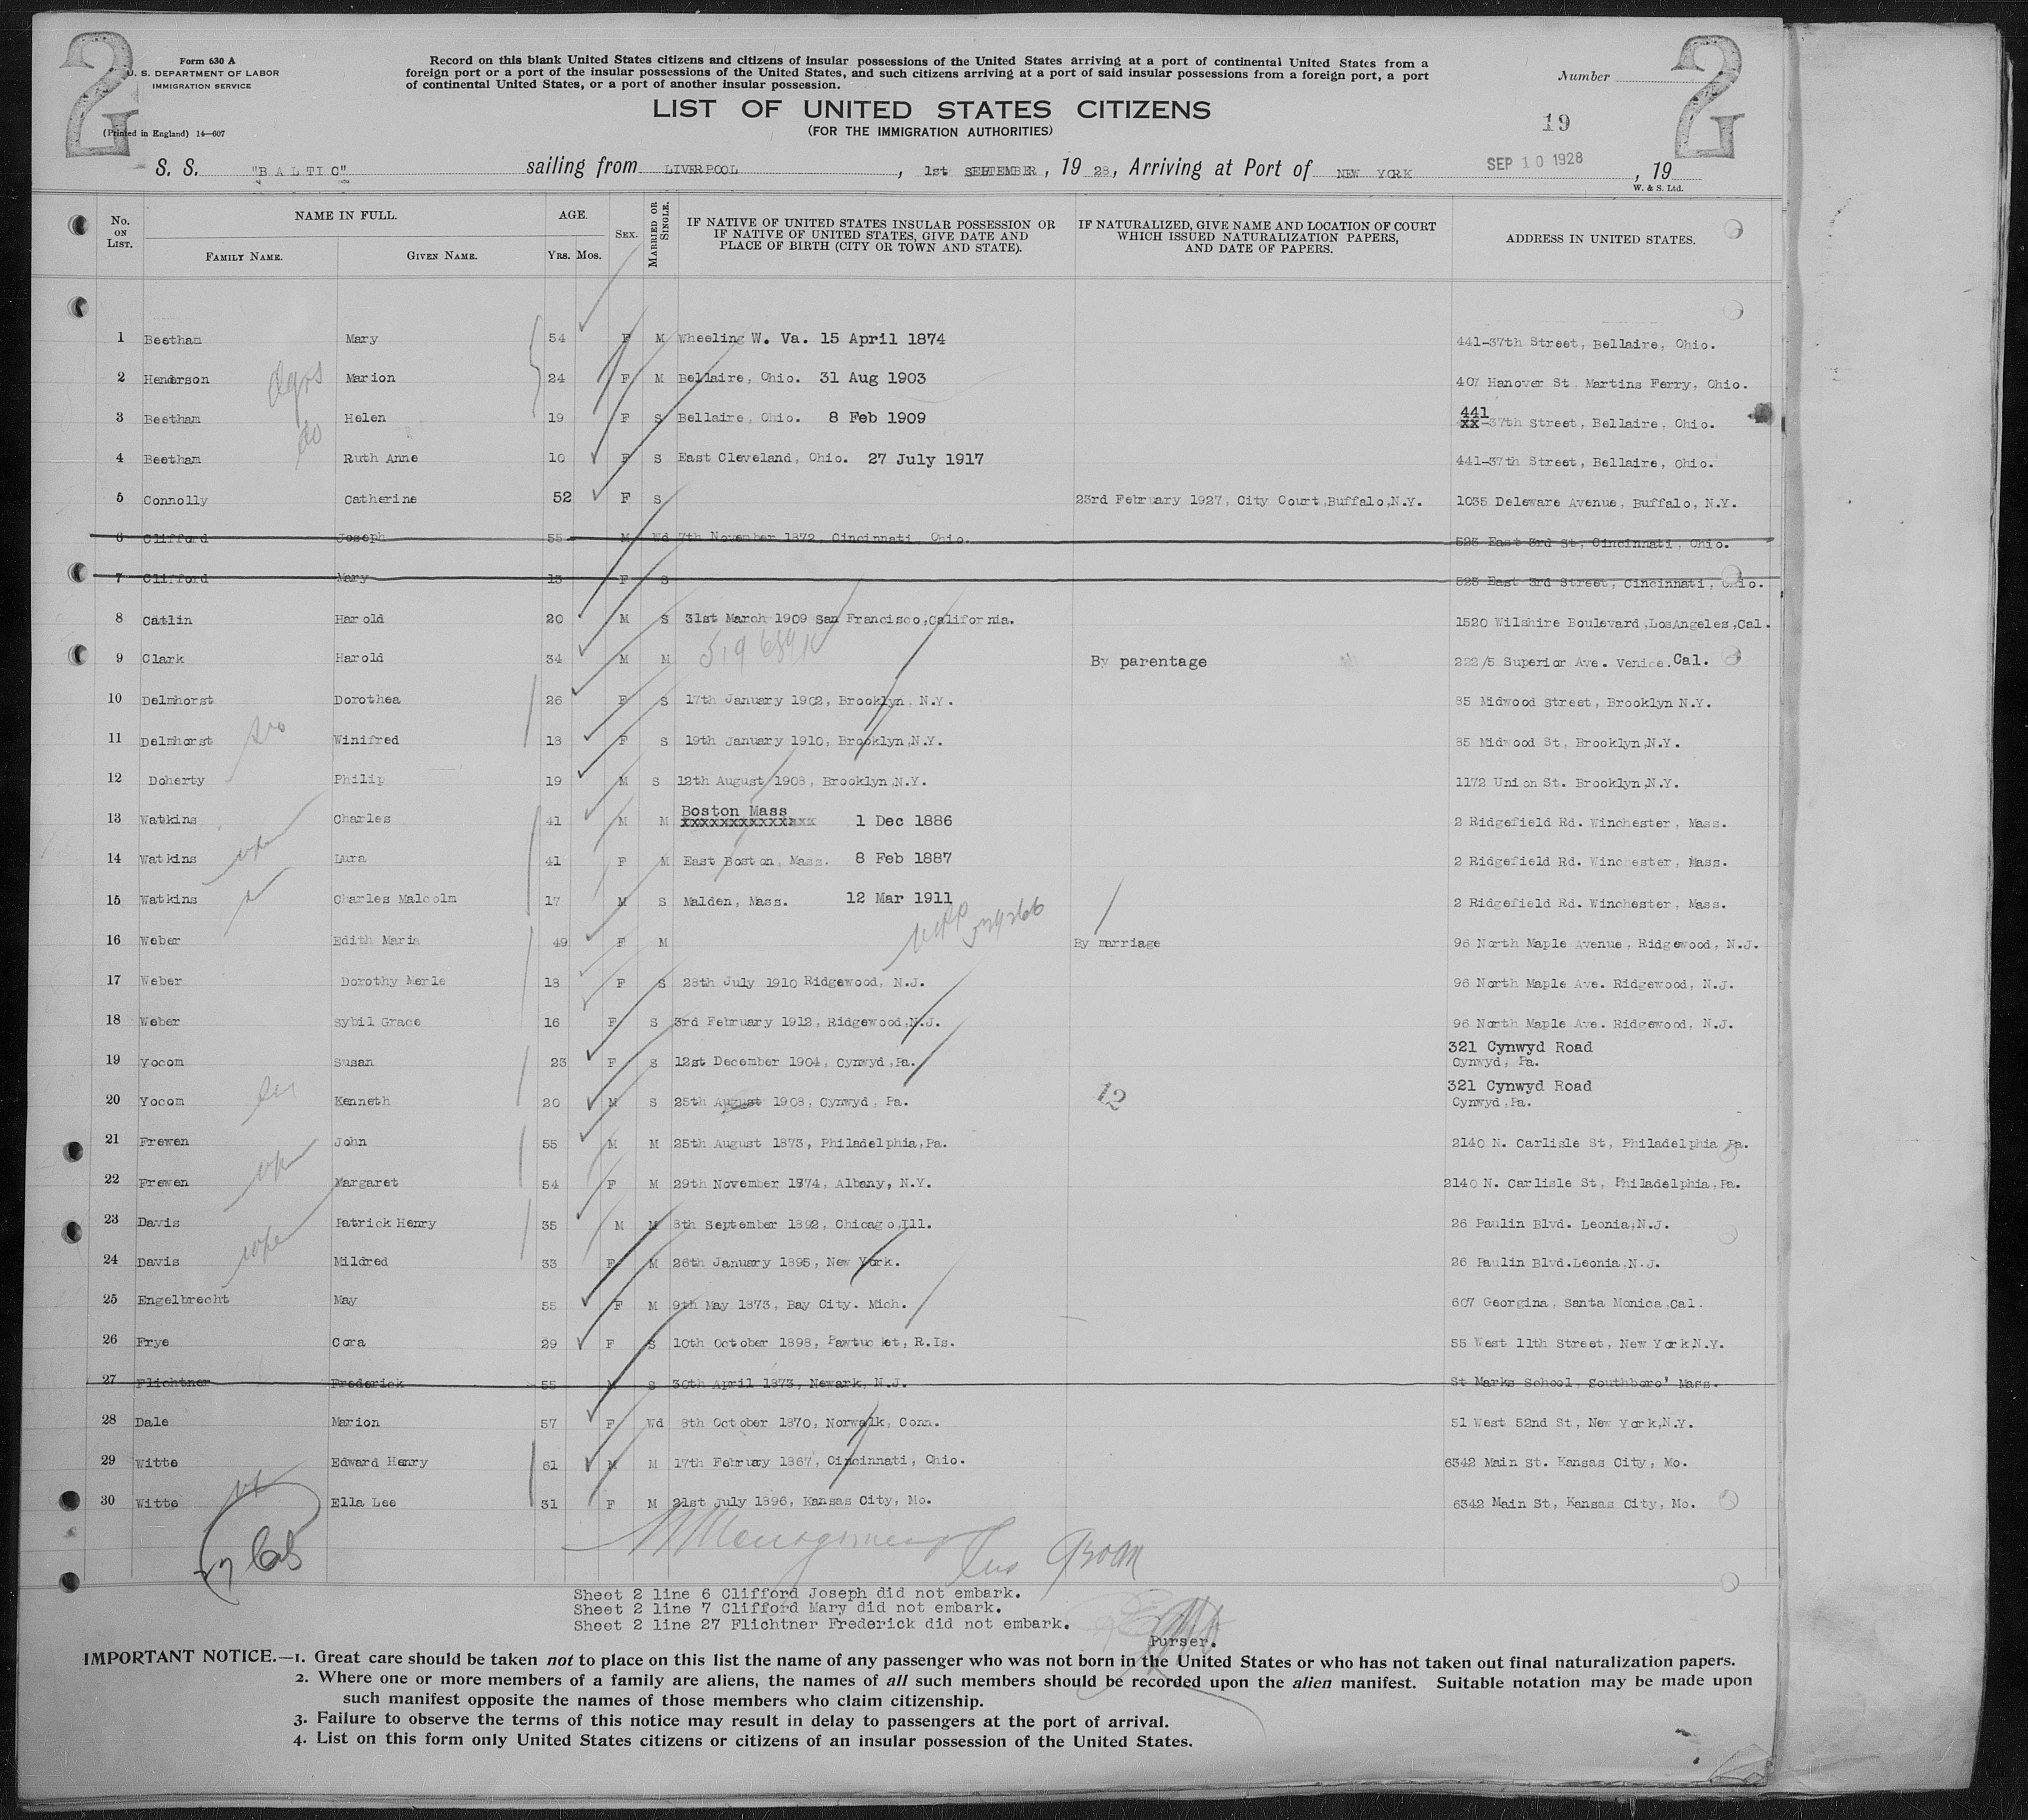 2
2
Form 630 A
U. S. DEPARTMENT OF LABOR
IMMIGRATION SERVICE
(Printed in England) 14—607
Record on this blank United States citizens and citizens of insular possessions of the United States arriving at a port of continental United States from a
foreign port or a port of the insular possessions of the United States, and such citizens arriving at a port of said insular possessions from a foreign port, a port
of continental United States, or a port of another insular possession.
Number
LIST OF UNITED STATES CITIZENS
(FOR THE IMMIGRATION AUTHORITIES)
19
S. S. "BALTIC" sailing from LIVERPOOL, 1st SEPTEMBER, 19 28, Arriving at Port of NEW YORK SEP 10 1928, 19
W. & S. Ltd.
No. ON LIST. NAME IN FULL. FAMILY NAME. GIVEN NAME. AGE. YRS. MOS. SEX. MARRIED OR SINGLE. IF NATIVE OF UNITED STATES INSULAR POSSESSION OR IF NATIVE OF UNITED STATES, GIVE DATE AND PLACE OF BIRTH (CITY OR TOWN AND STATE). IF NATURALIZED, GIVE NAME AND LOCATION OF COURT WHICH ISSUED NATURALIZATION PAPERS, AND DATE OF PAPERS. ADDRESS IN UNITED STATES.
1 Beetham Mary 54 F M Wheeling W. Va. 15 April 1874 441-37th Street, Bellaire, Ohio.
2 Henderson Marion 24 F M Bellaire, Ohio. 31 Aug 1903 407 Hanover St Martins Ferry, Ohio.
3 Beetham Helen 19 F S Bellaire, Ohio. 8 Feb 1909 441 xx-37th Street, Bellaire, Ohio.
4 Beetham Ruth Anne 10 F S East Cleveland, Ohio. 27 July 1917 441-37th Street, Bellaire, Ohio.
5 Connolly Catherine 52 F S 23rd February 1927, City Court,Buffalo,N.Y. 1035 Deleware Avenue, Buffalo, N.Y.
6 Clifford Joseph 55 M Wd 7th November 1872, Cincinnati, Ohio. 523 East 3rd St, Cincinnati, Ohio.
7 Clifford Mary 13 F S 523 East 3rd Street, Cincinnati, Ohio.
8 Catlin Harold 20 M S 31st March 1909 San Francisco,California. 1520 Wilshire Boulevard,LosAngeles,Cal.
9 Clark Harold 34 M M By parentage 222/5 Superior Ave. Venice. Cal.
10 Delmhorst Dorothea 26 F S 17th January 1902, Brooklyn, N.Y. 85 Midwood Street, Brooklyn N.Y.
11 Delmhorst Winifred 18 F S 19th January 1910, Brooklyn,N.Y. 85 Midwood St, Brooklyn,N.Y.
12 Doherty Philip 19 M S 12th August 1908, Brooklyn,N.Y. 1172 Union St. Brooklyn,N.Y.
13 Watkins Charles 41 M M Boston Mass 1 Dec 1886 2 Ridgefield Rd. Winchester, Mass.
14 Watkins Lura 41 F M East Boston, Mass. 8 Feb 1887 2 Ridgefield Rd. Winchester, Mass.
15 Watkins Charles Malcolm 17 M S Malden, Mass. 12 Mar 1911 2 Ridgefield Rd. Winchester, Mass.
16 Weber Edith Maria 49 F M By marriage 96 North Maple Avenue, Ridgewood, N.J.
17 Weber Dorothy Merle 18 F S 28th July 1910 Ridgewood, N.J. 96 North Maple Ave. Ridgewood, N.J.
18 Weber Sybil Grace 16 F S 3rd February 1912, Ridgewood,N.J. 96 North Maple Ave. Ridgewood, N.J.
19 Yocom Susan 23 F S 12st December 1904, Cynwyd,Pa. 321 Cynwyd Road Cynwyd, Pa.
20 Yocom Kenneth 20 M S 25th August 1908, Cynwyd, Pa. 12 321 Cynwyd Road Cynwyd,Pa.
21 Frewen John 55 M M 25th August 1873, Philadelphia,Pa. 2140 N. Carlisle St, Philadelphia Pa.
22 Frewen Margaret 54 F M 29th November 1874, Albany, N.Y. 2140 N. Carlisle St, Philadelphia,Pa.
23 Davis Patrick Henry 35 M M 8th September 1892, Chicago,Ill. 26 Paulin Blvd. Leonia,N.J.
24 Davis Mildred 33 F M 26th January 1895, New York. 26 Paulin Blvd.Leonia,N.J.
25 Engelbrecht May 55 F M 9th May 1873, Bay City. Mich. 607 Georgina, Santa Monica,Cal.
26 Frye Cora 29 F S 10th October 1898, Pawtucket, R.Is. 55 West 11th Street, New York,N.Y.
27 Flichtner Frederick 55 M S 30th April 1873, Newark, N.J. St Marks School, Southboro' Mass.
28 Dale Marion 57 F Wd 8th October 1870, Norwalk, Conn. 51 West 52nd St, New York,N.Y.
29 Witte Edward Henry 61 M M 17th February 1867, Cincinnati, Ohio. 6342 Main St. Kansas City, Mo.
30 Witte Ella Lee 31 F M 21st July 1896, Kansas City, Mo. 6342 Main St, Kansas City, Mo.
Sheet 2 line 6 Clifford Joseph did not embark.
Sheet 2 line 7 Clifford Mary did not embark.
Sheet 2 line 27 Flichtner Frederick did not embark.
Purser.
IMPORTANT NOTICE.—1. Great care should be taken not to place on this list the name of any passenger who was not born in the United States or who has not taken out final naturalization papers.
2. Where one or more members of a family are aliens, the names of all such members should be recorded upon the alien manifest. Suitable notation may be made upon
such manifest opposite the names of those members who claim citizenship.
3. Failure to observe the terms of this notice may result in delay to passengers at the port of arrival.
4. List on this form only United States citizens or citizens of an insular possession of the United States.